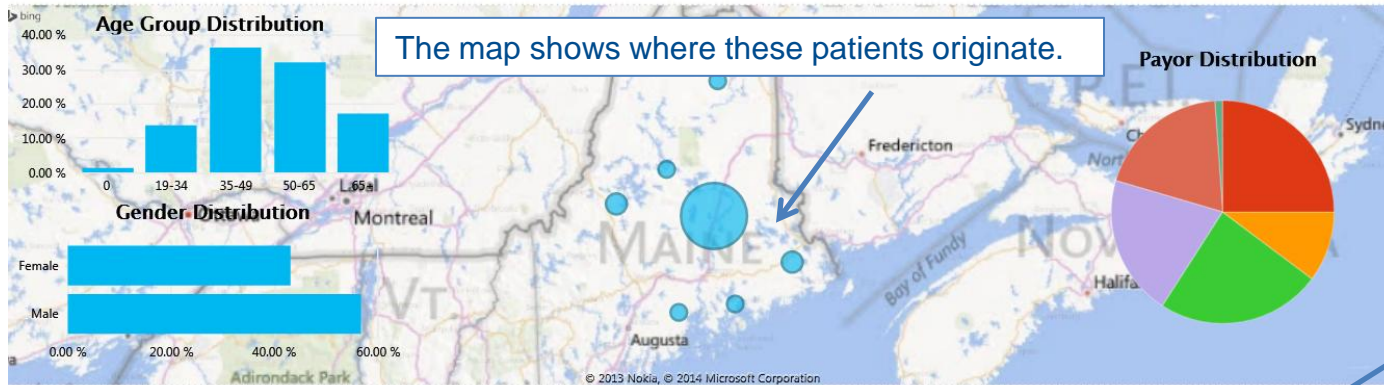 bing
Age Group Distribution
40.00 %
30.00 %
20.00 %
10.00 %
0.00 %
0
19-34
35-49
50-65
65+
The map shows where these patients originate.
Payor Distribution
Gender Distribution
Female
Male
0.00 %
20.00 %
40.00 %
60.00 %
Montreal
VT.
Adirondack Park
MAINE
Augusta
Fredericton
Bay of Fundy
P.E.I.
© 2013 Nokia, © 2014 Microsoft Corporation